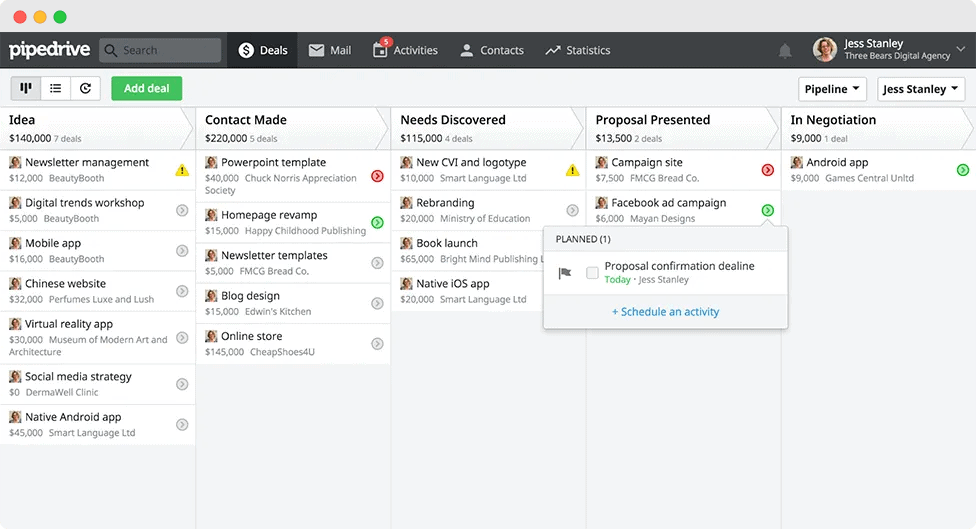 pipedrive
Search
Deals
Mail
5
Activities
Contacts
Statistics
Jess Stanley
Three Bears Digital Agency
Add deal
Pipeline
Jess Stanley
Idea
$140,000 7 deals
Newsletter management
$12,000 BeautyBooth
Digital trends workshop
$5,000 BeautyBooth
Mobile app
$16,000 BeautyBooth
Chinese website
$32,000 Perfumes Luxe and Lush
Virtual reality app
$30,000 Museum of Modern Art and
Architecture
Social media strategy
$0 DermaWell Clinic
Native Android app
$45,000 Smart Language Ltd
Contact Made
$220,000 5 deals
Powerpoint template
$40,000 Chuck Norris Appreciation
Society
Homepage revamp
$15,000 Happy Childhood Publishing
Newsletter templates
$5,000 FMCG Bread Co.
Blog design
$15,000 Edwin's Kitchen
Online store
$145,000 CheapShoes4U
Needs Discovered
$115,000 4 deals
New CVI and logotype
$10,000 Smart Language Ltd
Rebranding
$20,000 Ministry of Education
Book launch
$65,000 Bright Mind Publishing L
Native iOS app
$20,000 Smart Language Ltd
Proposal Presented
$13,500 2 deals
Campaign site
$7,500 FMCG Bread Co.
Facebook ad campaign
$6,000 Mayan Designs
PLANNED (1)
Proposal confirmation dealine
Today · Jess Stanley
+ Schedule an activity
In Negotiation
$9,000 1 deal
Android app
$9,000 Games Central Unltd